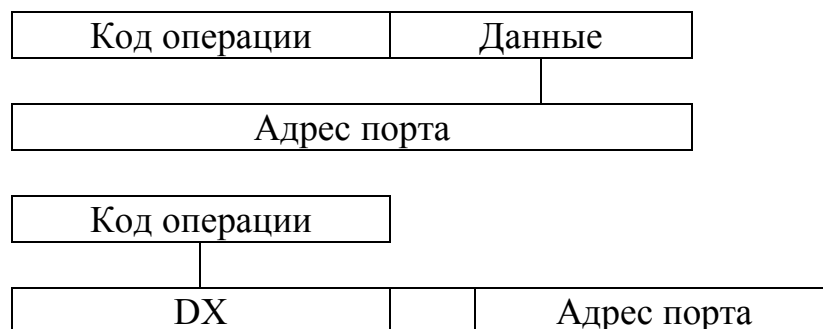 Код операции Данные
Адрес порта
Код операции
DX Адрес порта